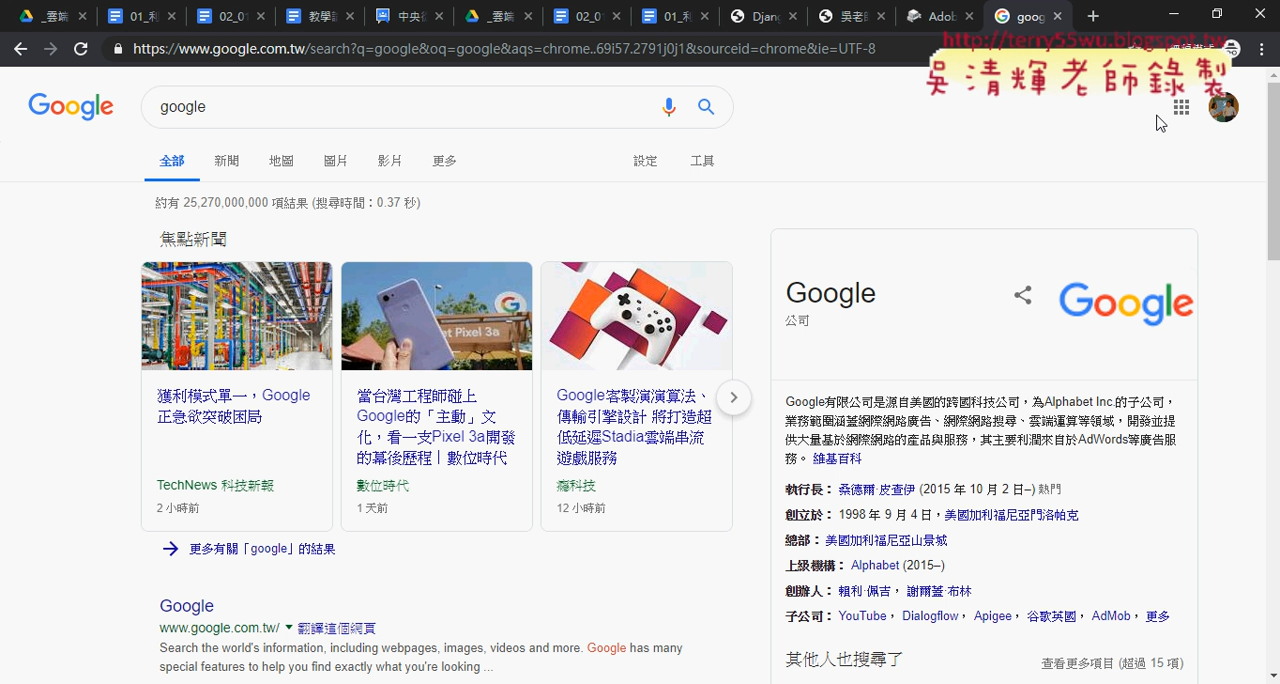 _雲端
01_利
02_01
教學
中央
_雲端
02_01
01_利
Djang
吳老師
Adob
goog
https://www.google.com.tw/search?q=google&oq=google&aqs=chrome..69i57.2791j0j1&sourceid=chrome&ie=UTF-8
http://terry55wu.blogspot.tw
吳清輝老師錄製
Google
google
全部 新聞 地圖 圖片 影片 更多 設定 工具
約有 25,270,000,000 項結果 (搜尋時間：0.37 秒)
焦點新聞
獲利模式單一，Google
正急欲突破困局
TechNews 科技新報
2 小時前
當台灣工程師碰上
Google的「主動」文
化，看一支Pixel 3a開發
的幕後歷程丨數位時代
數位時代
1 天前
Google客製演演算法、
傳輸引擎設計 將打造超
低延遲Stadia雲端串流
遊戲服務
癮科技
12 小時前
更多有關「google」的結果
Google
www.google.com.tw/ 翻譯這個網頁
Search the world's information, including webpages, images, videos and more. Google has many
special features to help you find exactly what you're looking ...
Google
公司
Google
Google有限公司是源自美國的跨國科技公司，為Alphabet Inc.的子公司，
業務範圍涵蓋網際網路廣告、網際網路搜尋、雲端運算等領域，開發並提
供大量基於網際網路的產品與服務，其主要利潤來自於AdWords等廣告服
務。 維基百科
執行長： 桑德爾·皮查伊 (2015 年 10 月 2 日–) 熱門
創立於： 1998 年 9 月 4 日，美國加利福尼亞門洛帕克
總部： 美國加利福尼亞山景城
上級機構： Alphabet (2015–)
創辦人： 賴利·佩吉， 謝爾蓋·布林
子公司： YouTube， Dialogflow， Apigee， 谷歌英國， AdMob， 更多
其他人也搜尋了
查看更多項目 (超過 15 項)